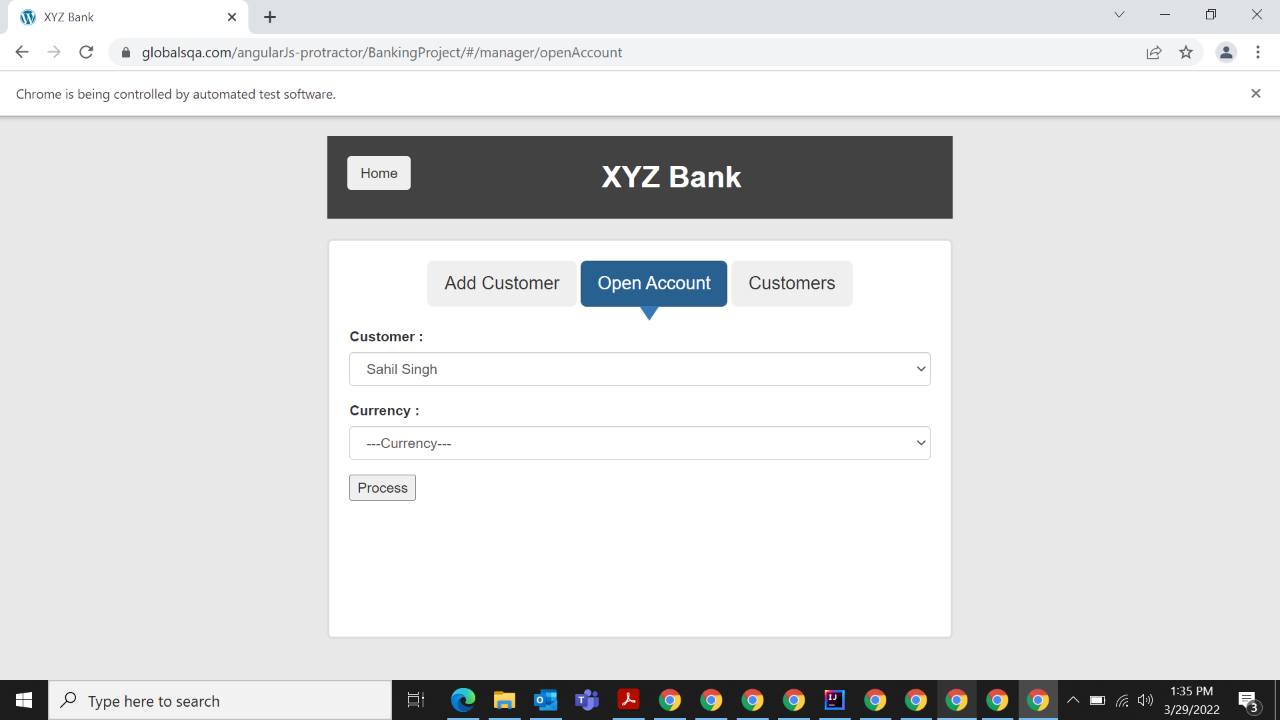 XYZ Bank
globalsqa.com/angularJs-protractor/BankingProject/#/manager/openAccount
Chrome is being controlled by automated test software.
Home
XYZ Bank
Add Customer
Open Account
Customers
Customer :
Sahil Singh
Currency :
---Currency---
Process
Type here to search
1:35 PM
3/29/2022
3